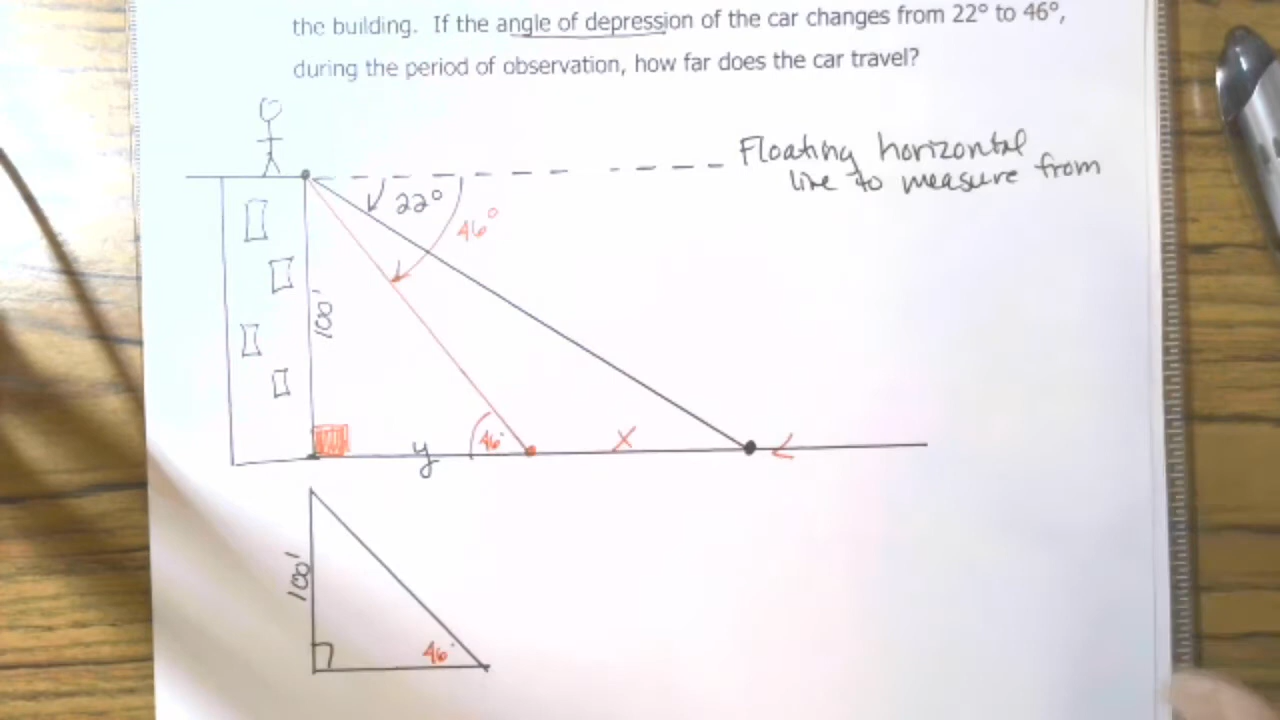 the building. If the angle of depression of the car changes from 22° to 46°,
during the period of observation, how far does the car travel?
Floating horizontal
line to measure from
22°
46°
100'
y
46°
x
100'
46°